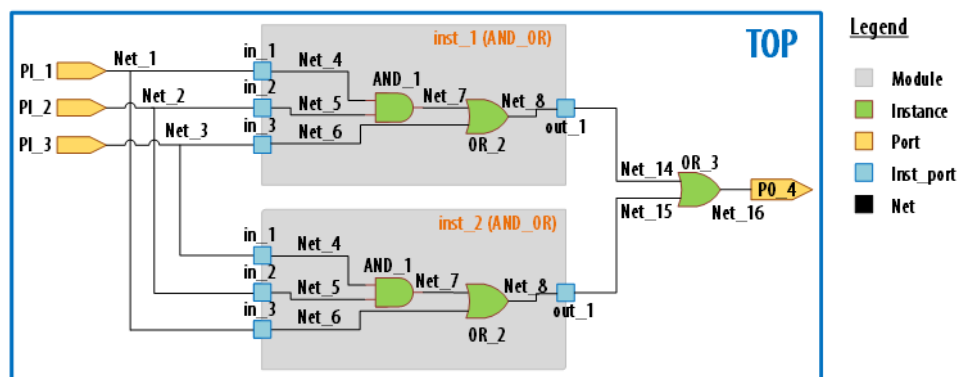 inst_1 (AND_OR)
TOP
Legend
Net_1
in_1
Net_4
PI_1
AND_1
Module
in_2
Net_2
Net_5
Net_7
Net_8
PI_2
Instance
Net_3
in_3
Net_6
out_1
PI_3
OR_2
Port
Net_14
OR_3
PO_4
Inst_port
Net_15
Net_16
Net
inst_2 (AND_OR)
in_1
Net_4
AND_1
in_2
Net_5
Net_7
Net_8
in_3
Net_6
out_1
OR_2